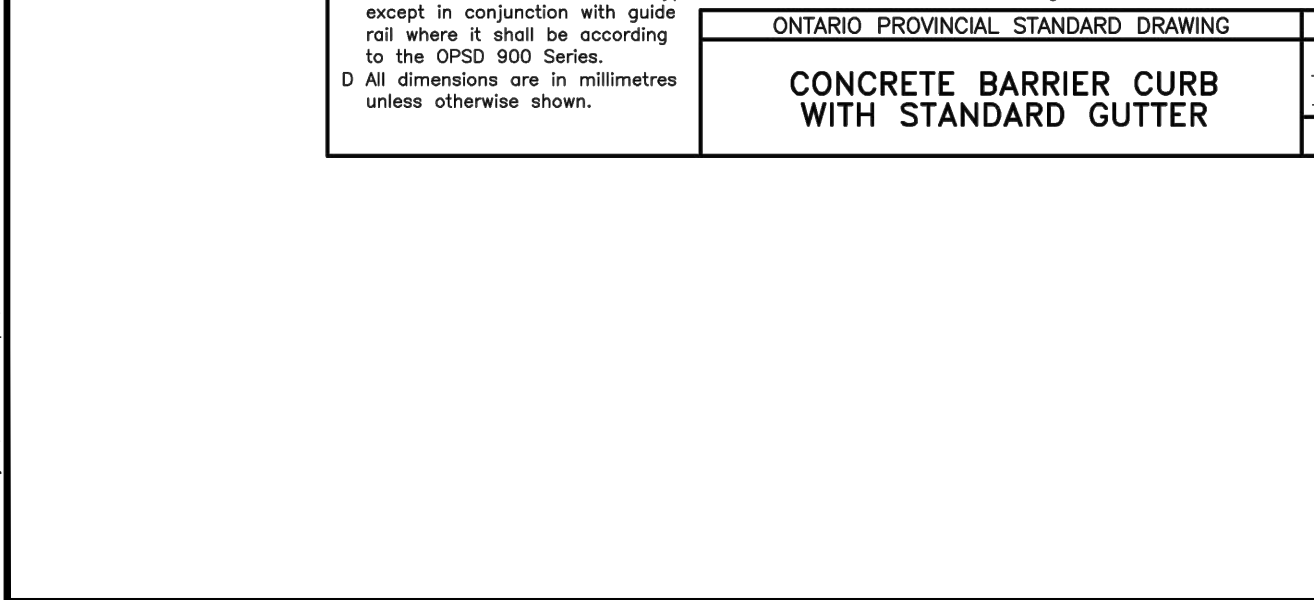 except in conjunction with guide
rail where it shall be according
to the OPSD 900 Series.
D All dimensions are in millimetres
unless otherwise shown.
ONTARIO PROVINCIAL STANDARD DRAWING
CONCRETE BARRIER CURB
WITH STANDARD GUTTER